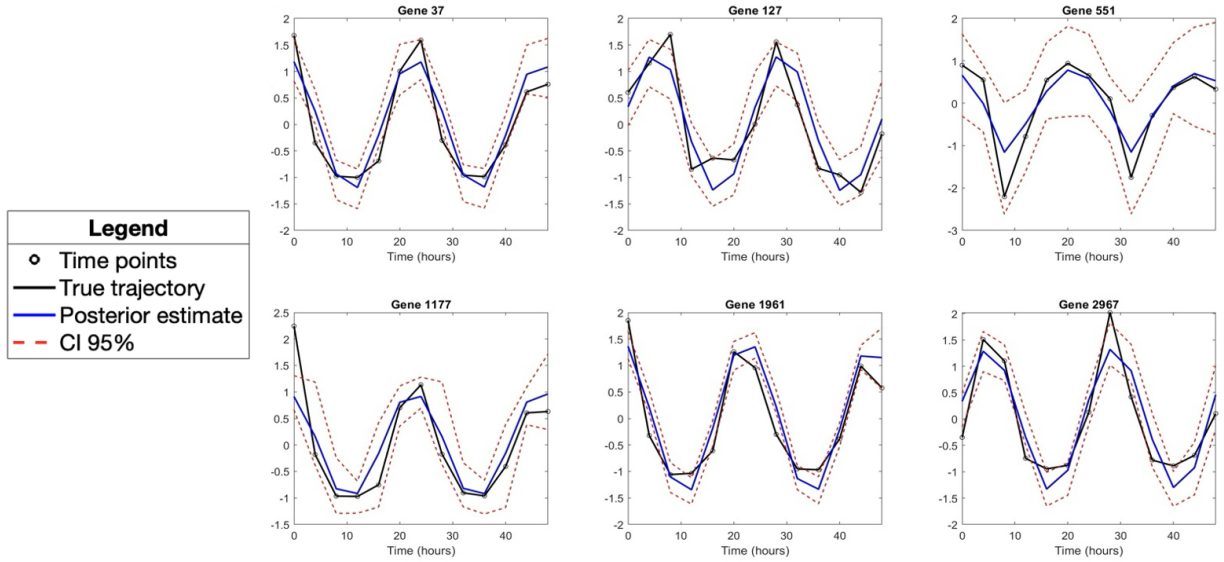 Legend
Time points
True trajectory
Posterior estimate
CI 95%
Gene 37
2
1.5
1
0.5
0
-0.5
-1
-1.5
-2
0 10 20 30 40
Time (hours)
Gene 127
2
1.5
1
0.5
0
-0.5
-1
-1.5
-2
0 10 20 30 40
Time (hours)
Gene 551
2
1
0
-1
-2
-3
0 10 20 30 40
Time (hours)
Gene 1177
2.5
2
1.5
1
0.5
0
-0.5
-1
-1.5
0 10 20 30 40
Time (hours)
Gene 1961
2
1.5
1
0.5
0
-0.5
-1
-1.5
-2
0 10 20 30 40
Time (hours)
Gene 2967
2
1.5
1
0.5
0
-0.5
-1
-1.5
-2
0 10 20 30 40
Time (hours)